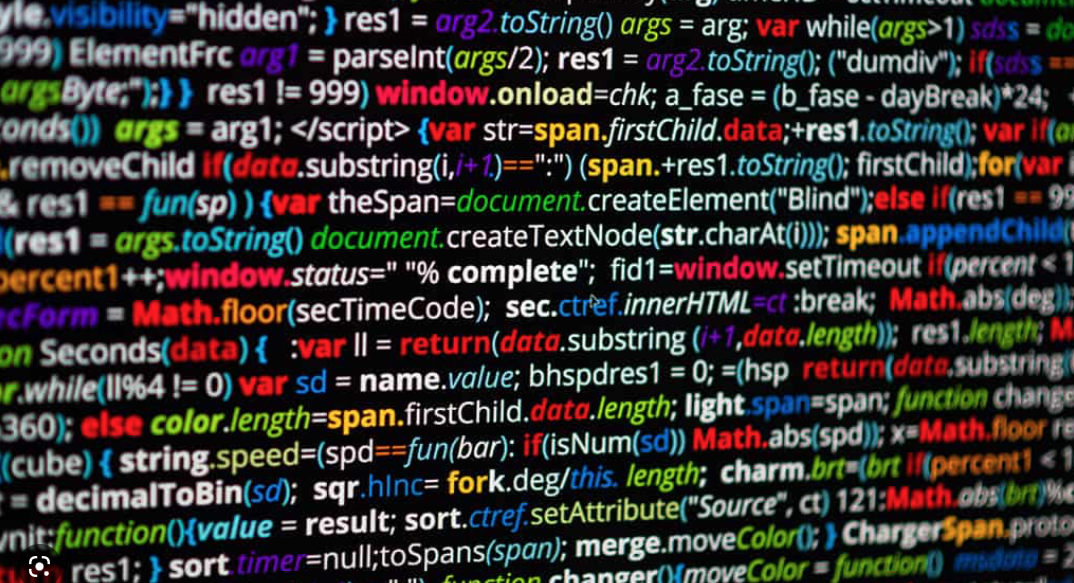 yle.visibility="hidden"; } res1 = arg2.toString() args = arg; var while(args>1) sdss =
999) ElementFrc arg1 = parseInt(args/2); res1 = arg2.toString(); ("dumdiv"); if(sdss ==
argsByte;");} } res1 != 999) window.onload=chk; a_fase = (b_fase - dayBreak)*24;
onds()) args = arg1; </script> {var str=span.firstChild.data;+res1.toString(); var if(a
.removeChild if(data.substring(i,i+1)==":") (span.+res1.toString(); firstChild);for(var i
& res1 == fun(sp) ) {var theSpan=document.createElement("Blind");else if(res1 == 99
(res1 = args.toString() document.createTextNode(str.charAt(i))); span.appendChild(
percent1++;window.status=" "% complete"; fid1=window.setTimeout if(percent < 1
ecForm = Math.floor(secTimeCode); sec.ctref.innerHTML=ct :break; Math.abs(deg));
on Seconds(data) { :var ll = return(data.substring (i+1,data.length)); res1.length; M
r.while(ll%4 != 0) var sd = name.value; bhspdres1 = 0; =(hsp return(data.substring(
360); else color.length=span.firstChild.data.length; light.span=span; function change
(cube) { string.speed=(spd==fun(bar): if(isNum(sd)) Math.abs(spd)); x=Math.floor re
= decimalToBin(sd); sqr.hInc= fork.deg/this. length; charm.brt=(brt if(percent1 < 1
nit:function(){value = result; sort.ctref.setAttribute("Source", ct) 121:Math.abs(brt)%
res1; } sort timer=null;toSpans(span); merge.moveColor(); } ChargerSpan.proto
function changer(){moveColor = function()